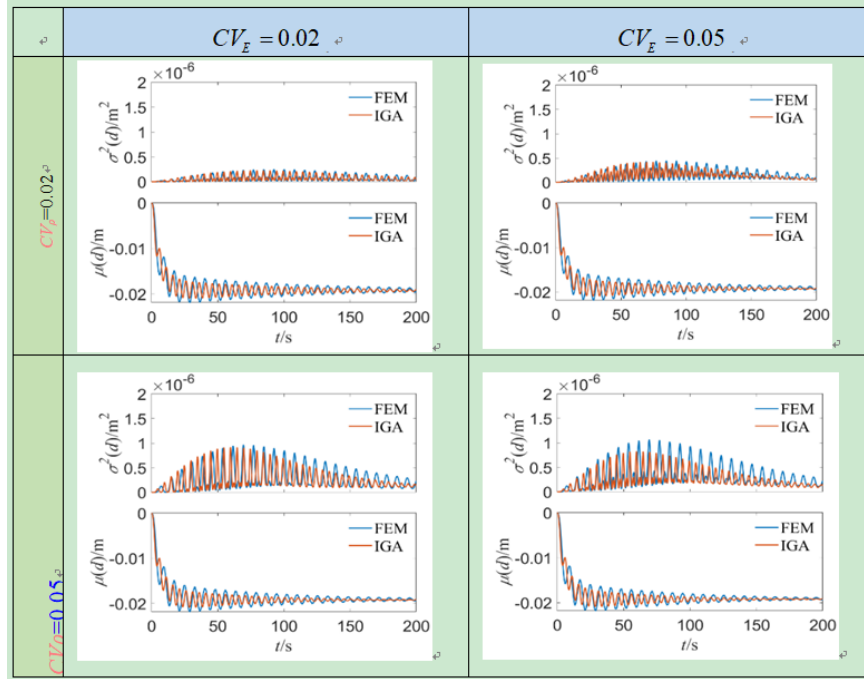 CV_E = 0.02
CV_E = 0.05
CV_ρ=0.02
×10⁻⁶
2
1.5
1
0.5
0
σ²(d)/m²
FEM
IGA
0
-0.01
-0.02
μ(d)/m
FEM
IGA
0 50 100 150 200
t/s
×10⁻⁶
2
1.5
1
0.5
0
σ²(d)/m²
FEM
IGA
0
-0.01
-0.02
μ(d)/m
FEM
IGA
0 50 100 150 200
t/s
CVρ=0.05
×10⁻⁶
2
1.5
1
0.5
0
σ²(d)/m²
FEM
IGA
0
-0.01
-0.02
μ(d)/m
FEM
IGA
0 50 100 150 200
t/s
×10⁻⁶
2
1.5
1
0.5
0
σ²(d)/m²
FEM
IGA
0
-0.01
-0.02
μ(d)/m
FEM
IGA
0 50 100 150 200
t/s